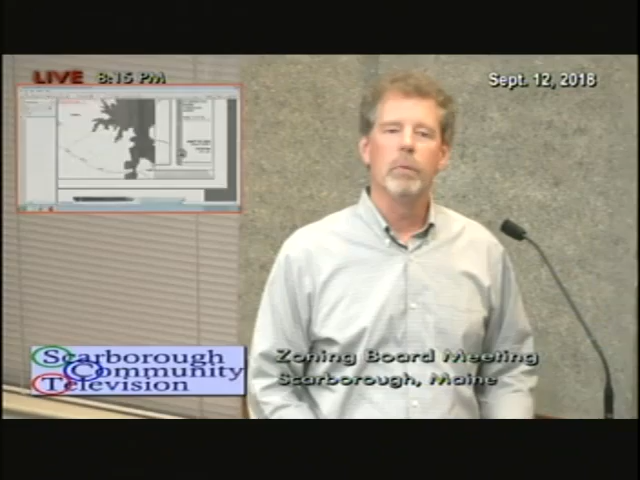 LIVE 8:15 PM
Sept. 12, 2018
Scarborough
Community
Television
Zoning Board Meeting
Scarborough, Maine